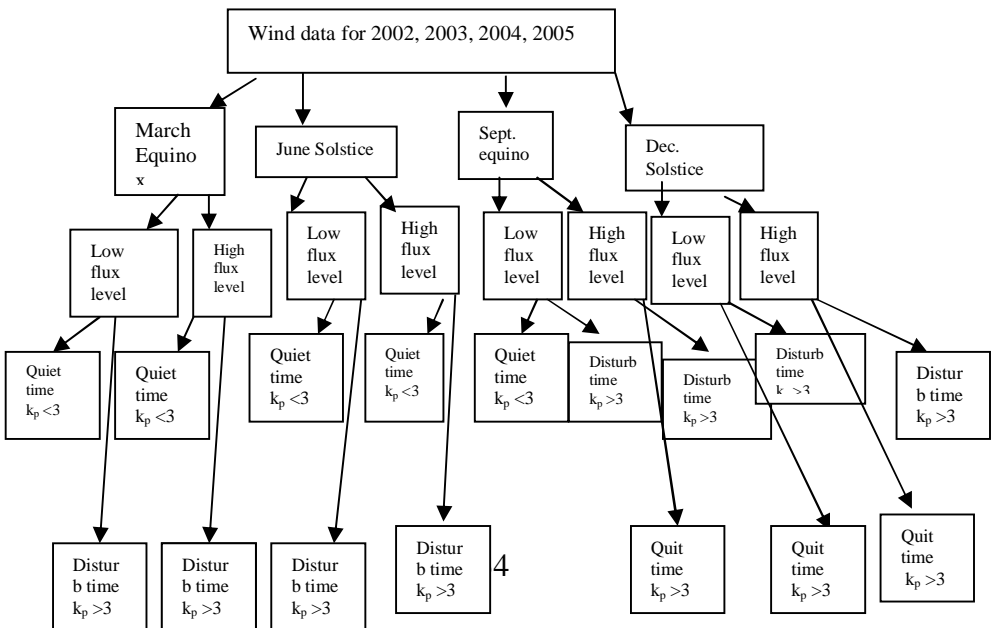 Wind data for 2002, 2003, 2004, 2005
March
Equino
x
June Solstice
Sept.
equino
Dec.
Solstice
Low
flux
level
High
flux
level
Low
flux
level
High
flux
level
Low
flux
level
High
flux
level
Low
flux
level
High
flux
level
Quiet
time
kp <3
Quiet
time
kp <3
Quiet
time
kp <3
Quiet
time
kp <3
Quiet
time
kp <3
Disturb
time
kp >3
Disturb
time
kp >3
Disturb
time
k >3
Distur
b time
kp >3
Distur
b time
kp >3
Distur
b time
kp >3
Distur
b time
kp >3
Distur
b time
kp >3
4
Quit
time
kp >3
Quit
time
kp >3
Quit
time
kp >3